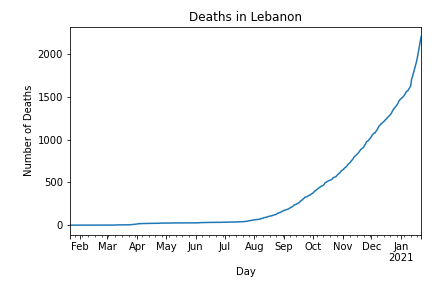 Deaths in Lebanon
Number of Deaths
2000
1500
1000
500
0
Feb Mar Apr May Jun Jul Aug Sep Oct Nov Dec Jan
2021
Day